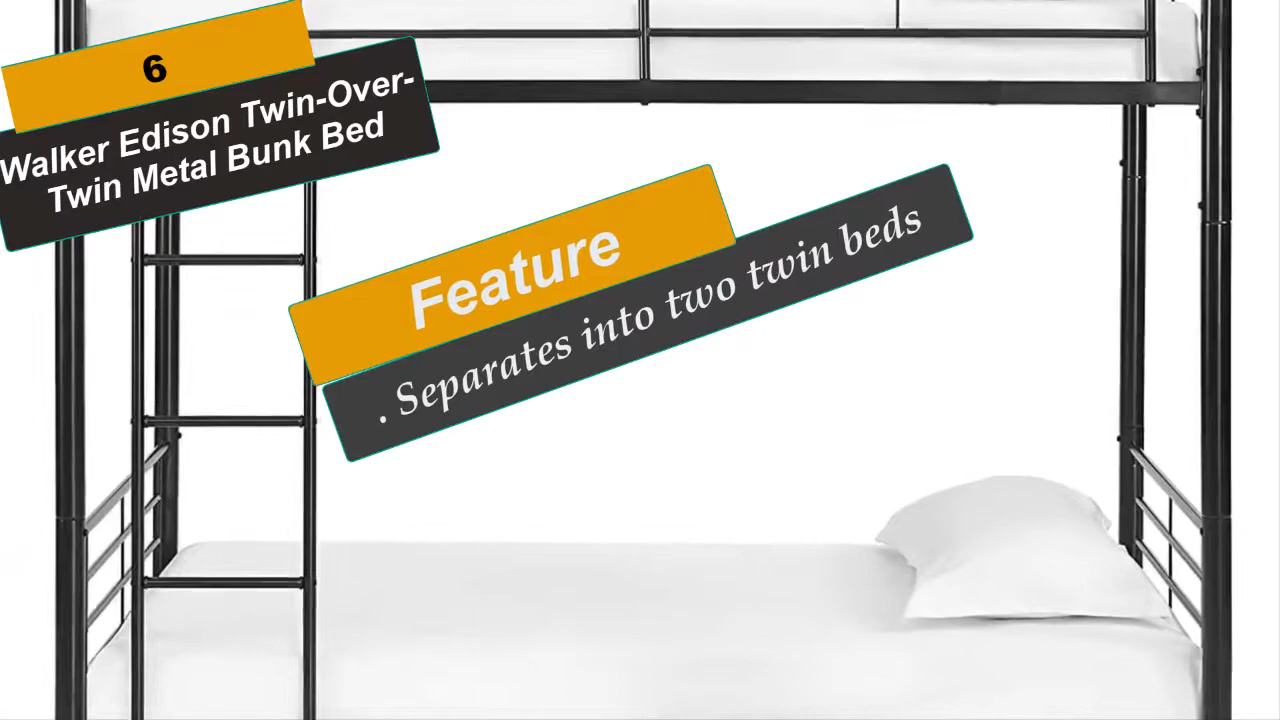 6
Walker Edison Twin-Over-
Twin Metal Bunk Bed
Feature
. Separates into two twin beds